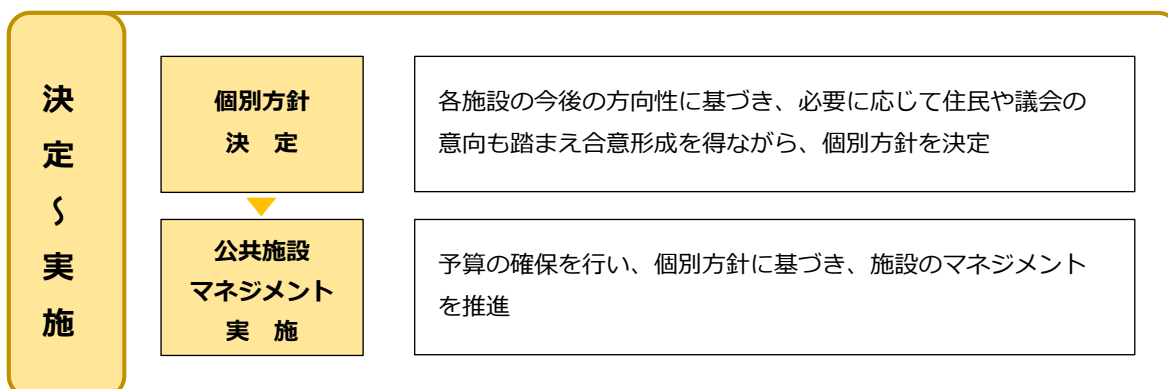 決定～実施
個別方針
決　定
各施設の今後の方向性に基づき、必要に応じて住民や議会の
意向も踏まえ合意形成を得ながら、個別方針を決定
公共施設
マネジメント
実　施
予算の確保を行い、個別方針に基づき、施設のマネジメント
を推進